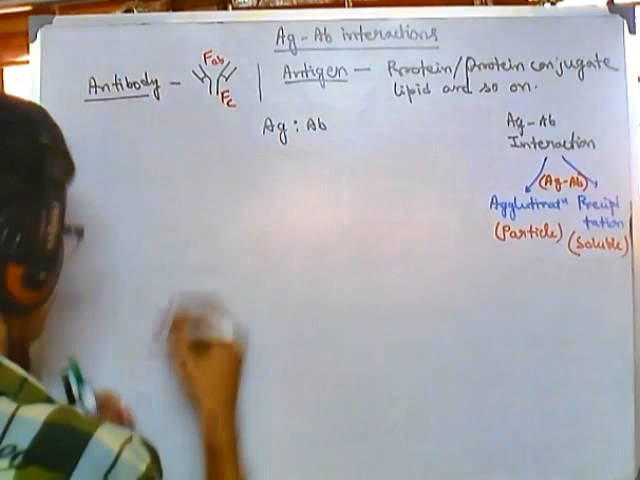 Ag-Ab interactions
Antibody - Fab Fc | Antigen - Protein/protein conjugate
lipid and so on.
Ag : Ab
Ag-Ab
Interaction
(Ag-Ab)
Agglutinatⁿ Precipi
tation
(Particle) (Soluble)